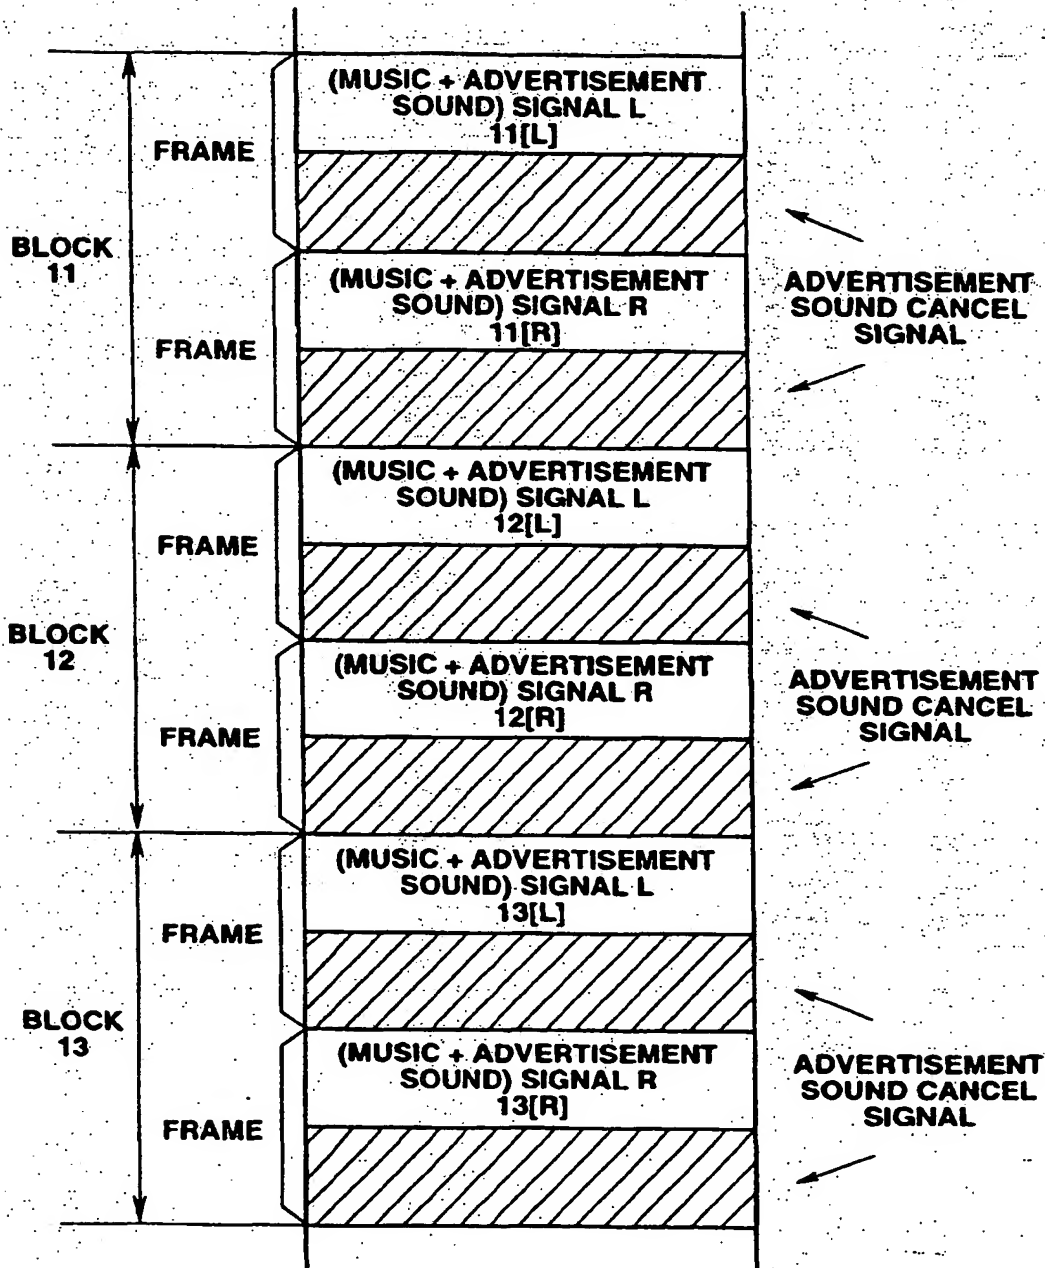 (MUSIC + ADVERTISEMENT
SOUND) SIGNAL L
11[L]
FRAME
BLOCK
11
(MUSIC + ADVERTISEMENT
SOUND) SIGNAL R
11[R]
FRAME
ADVERTISEMENT
SOUND CANCEL
SIGNAL
(MUSIC + ADVERTISEMENT
SOUND) SIGNAL L
12[L]
FRAME
BLOCK
12
(MUSIC + ADVERTISEMENT
SOUND) SIGNAL R
12[R]
FRAME
ADVERTISEMENT
SOUND CANCEL
SIGNAL
(MUSIC + ADVERTISEMENT
SOUND) SIGNAL L
13[L]
FRAME
BLOCK
13
(MUSIC + ADVERTISEMENT
SOUND) SIGNAL R
13[R]
FRAME
ADVERTISEMENT
SOUND CANCEL
SIGNAL